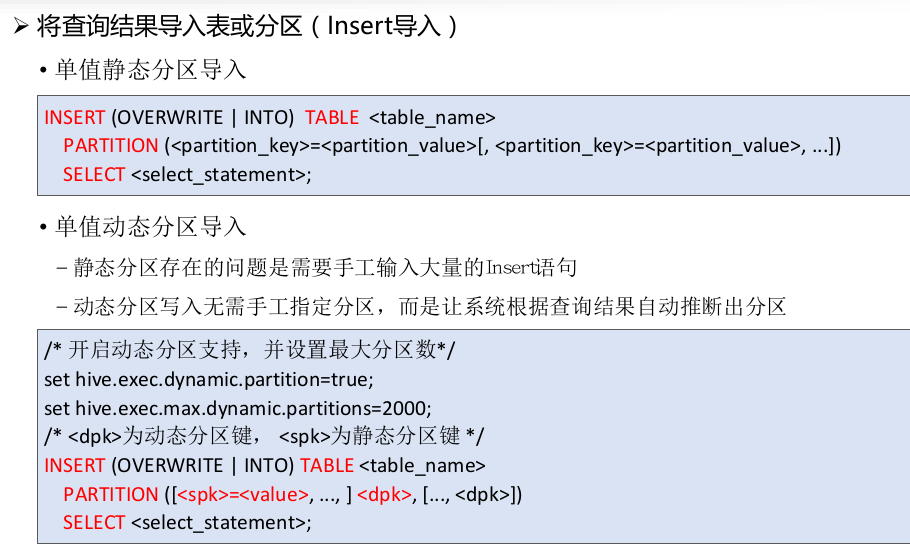 ➢ 将查询结果导入表或分区（Insert导入）
• 单值静态分区导入
INSERT (OVERWRITE | INTO) TABLE <table_name>
PARTITION (<partition_key>=<partition_value>[, <partition_key>=<partition_value>, ...])
SELECT <select_statement>;
• 单值动态分区导入
– 静态分区存在的问题是需要手工输入大量的Insert语句
– 动态分区写入无需手工指定分区，而是让系统根据查询结果自动推断出分区
/* 开启动态分区支持，并设置最大分区数*/
set hive.exec.dynamic.partition=true;
set hive.exec.max.dynamic.partitions=2000;
/* <dpk>为动态分区键， <spk>为静态分区键 */
INSERT (OVERWRITE | INTO) TABLE <table_name>
PARTITION ([<spk>=<value>, ..., ] <dpk>, [..., <dpk>])
SELECT <select_statement>;